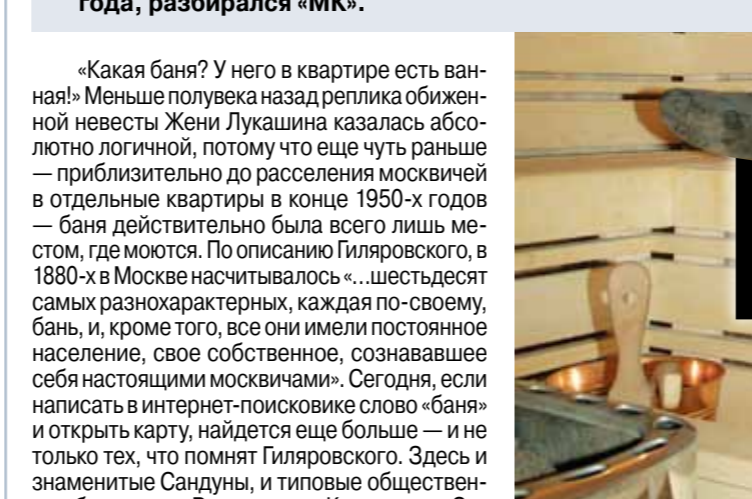 года, разбирался «МК».
«Какая баня? У него в квартире есть ван-
ная!» Меньше полувека назад реплика обижен-
ной невесты Жени Лукашина казалась абсо-
лютно логичной, потому что еще чуть раньше
— приблизительно до расселения москвичей
в отдельные квартиры в конце 1950-х годов
— баня действительно была всего лишь ме-
стом, где моются. По описанию Гиляровского, в
1880-х в Москве насчитывалось «...шестьдесят
самых разнохарактерных, каждая по-своему,
бань, и, кроме того, все они имели постоянное
население, свое собственное, сознававшее
себя настоящими москвичами». Сегодня, если
написать в интернет-поисковике слово «баня»
и открыть карту, найдется еще больше — и не
только тех, что помнят Гиляровского. Здесь и
знаменитые Сандуны, и типовые обществен-